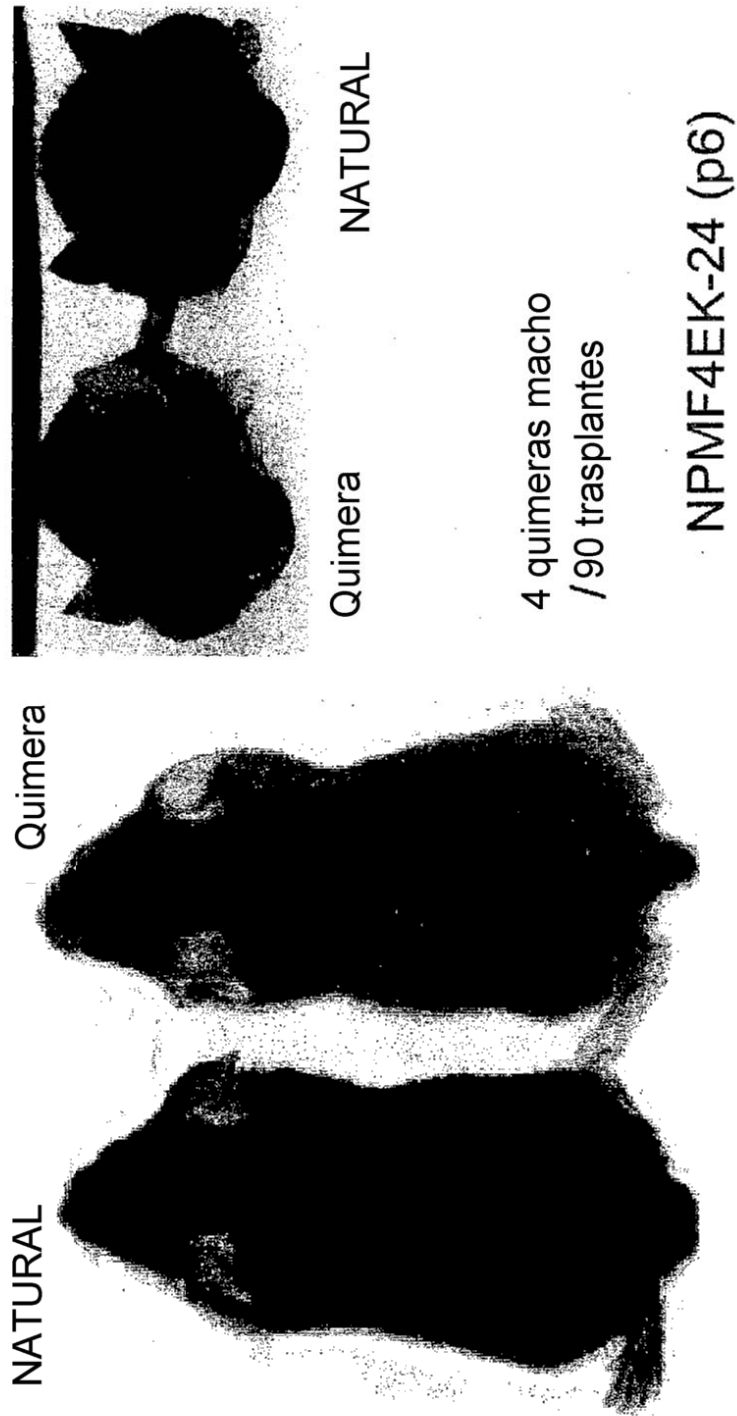 NATURAL
Quimera
Quimera
NATURAL
4 quimeras macho
/ 90 trasplantes
NPMF4EK-24 (p6)